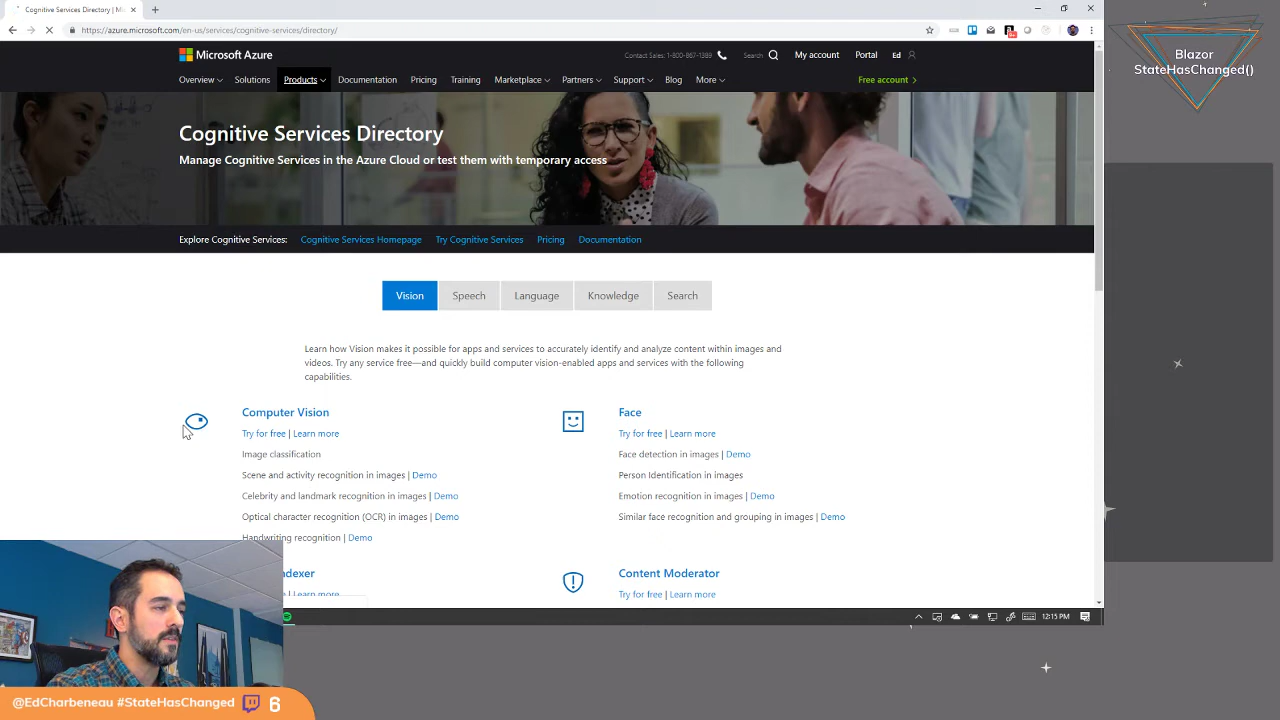 Cognitive Services Directory | M
https://azure.microsoft.com/en-us/services/cognitive-services/directory/
Microsoft Azure
Contact Sales: 1-800-867-1389
Search
My account
Portal
Ed
Overview
Solutions
Products
Documentation
Pricing
Training
Marketplace
Partners
Support
Blog
More
Free account >
Cognitive Services Directory
Manage Cognitive Services in the Azure Cloud or test them with temporary access
Explore Cognitive Services:
Cognitive Services Homepage
Try Cognitive Services
Pricing
Documentation
Vision
Speech
Language
Knowledge
Search
Learn how Vision makes it possible for apps and services to accurately identify and analyze content within images and
videos. Try any service free—and quickly build computer vision-enabled apps and services with the following
capabilities.
Computer Vision
Try for free | Learn more
Image classification
Scene and activity recognition in images | Demo
Celebrity and landmark recognition in images | Demo
Optical character recognition (OCR) in images | Demo
Handwriting recognition | Demo
Face
Try for free | Learn more
Face detection in images | Demo
Person Identification in images
Emotion recognition in images | Demo
Similar face recognition and grouping in images | Demo
ndexer
| Learn more
Content Moderator
Try for free | Learn more
12:15 PM
Blazor
StateHasChanged()
@EdCharbeneau #StateHasChanged
6